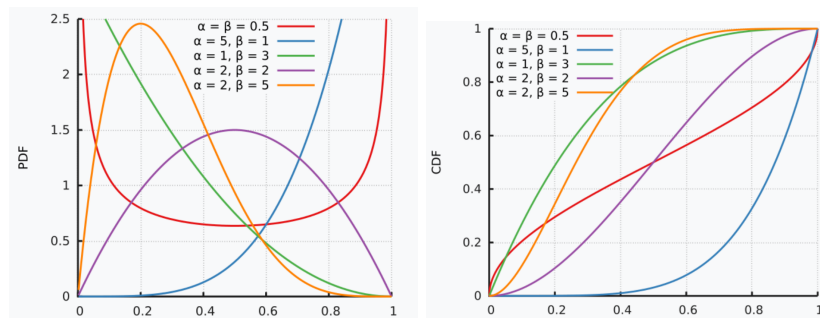 2.5
2
1.5
1
0.5
0
PDF
0
0.2
0.4
0.6
0.8
1
α = β = 0.5
α = 5, β = 1
α = 1, β = 3
α = 2, β = 2
α = 2, β = 5
1
0.8
0.6
0.4
0.2
0
CDF
0
0.2
0.4
0.6
0.8
1
α = β = 0.5
α = 5, β = 1
α = 1, β = 3
α = 2, β = 2
α = 2, β = 5